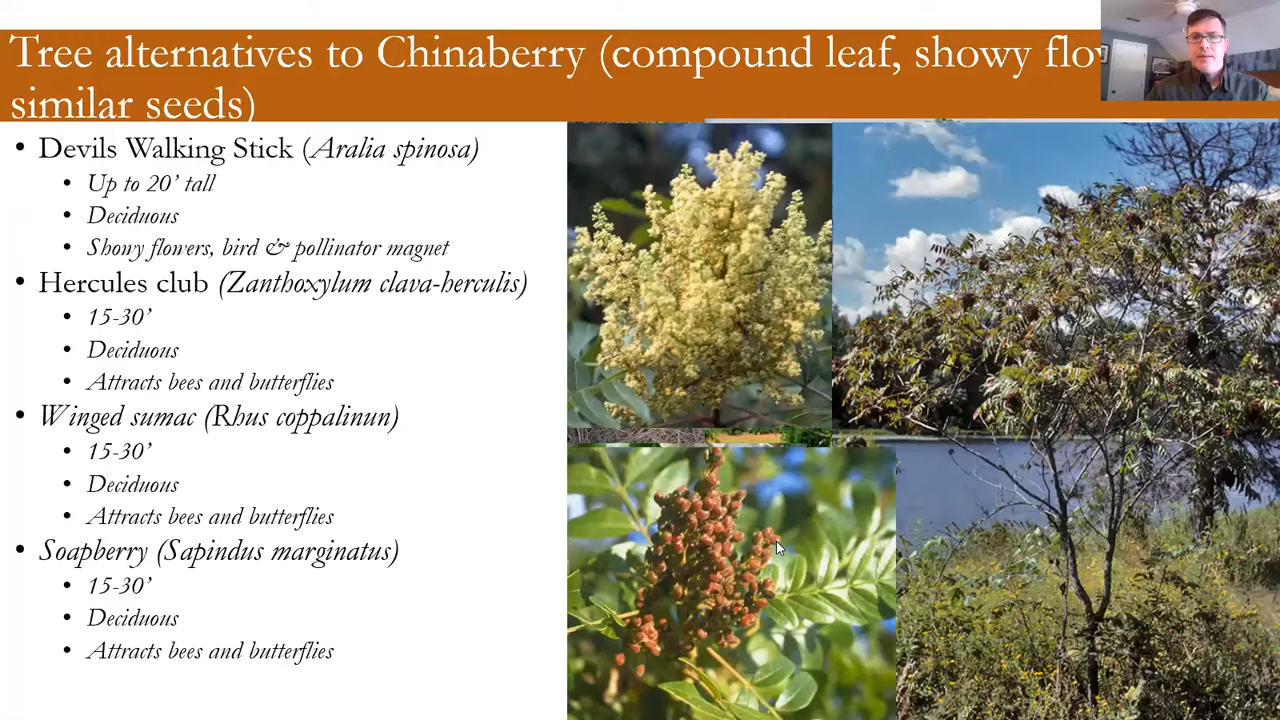 Tree alternatives to Chinaberry (compound leaf, showy
similar seeds)
• Devils Walking Stick (Aralia spinosa)
• Up to 20' tall
• Deciduous
• Showy flowers, bird & pollinator magnet
• Hercules club (Zanthoxylum clava-herculis)
• 15-30'
• Deciduous
• Attracts bees and butterflies
• Winged sumac (Rhus coppalinun)
• 15-30'
• Deciduous
• Attracts bees and butterflies
• Soapberry (Sapindus marginatus)
• 15-30'
• Deciduous
• Attracts bees and butterflies